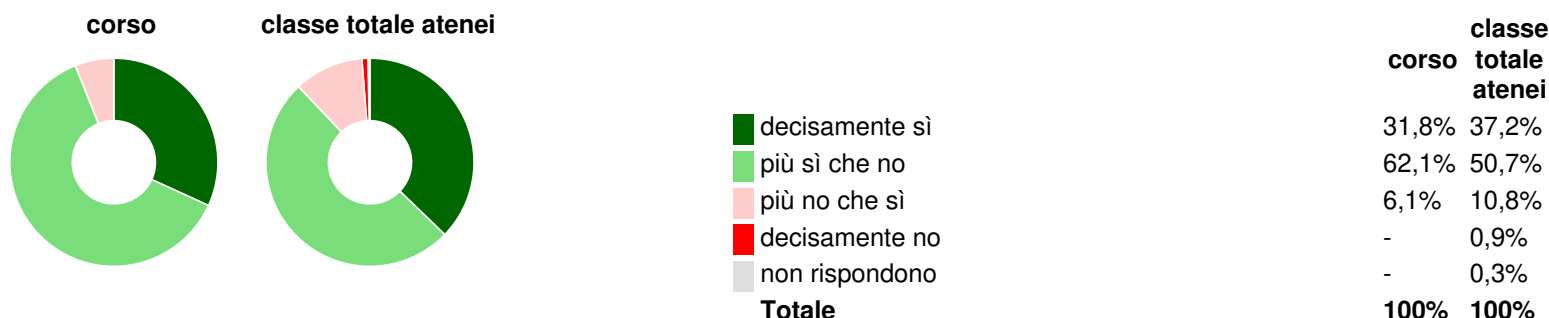 corso classe totale atenei
corso classe totale atenei
decisamente sì 31,8% 37,2%
più sì che no 62,1% 50,7%
più no che sì 6,1% 10,8%
decisamente no - 0,9%
non rispondono - 0,3%
Totale 100% 100%